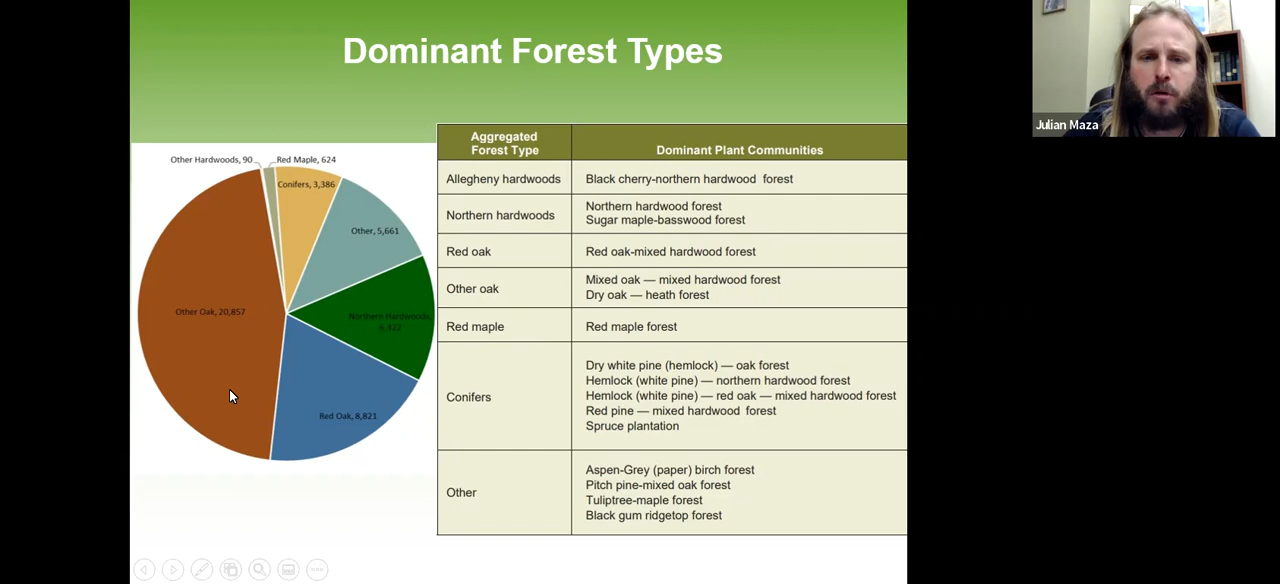 Dominant Forest Types
Julian Maza
Other Hardwoods, 90
Red Maple, 624
Conifers, 3,386
Other, 5,661
Northern Hardwoods,
6,322
Other Oak, 20,857
Red Oak, 8,821
Aggregated
Forest Type
Dominant Plant Communities
Allegheny hardwoods
Black cherry-northern hardwood forest
Northern hardwoods
Northern hardwood forest
Sugar maple-basswood forest
Red oak
Red oak-mixed hardwood forest
Other oak
Mixed oak — mixed hardwood forest
Dry oak — heath forest
Red maple
Red maple forest
Conifers
Dry white pine (hemlock) — oak forest
Hemlock (white pine) — northern hardwood forest
Hemlock (white pine) — red oak — mixed hardwood forest
Red pine — mixed hardwood forest
Spruce plantation
Other
Aspen-Grey (paper) birch forest
Pitch pine-mixed oak forest
Tuliptree-maple forest
Black gum ridgetop forest